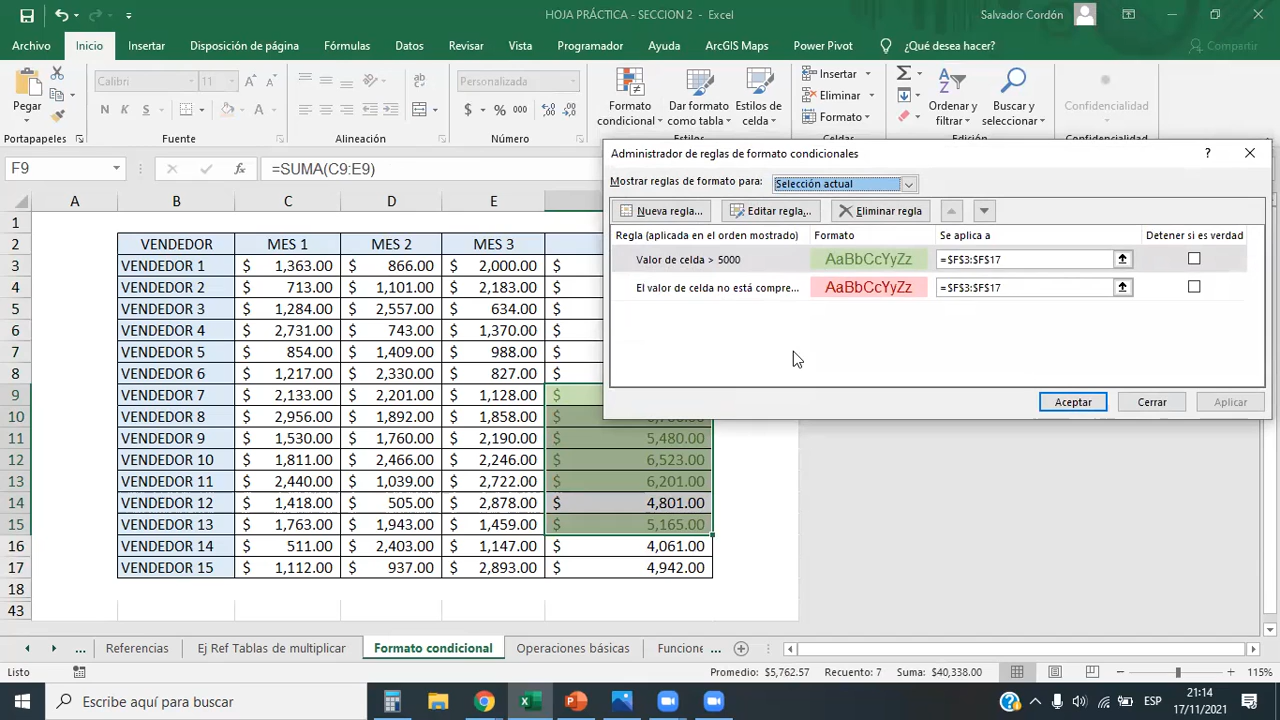 HOJA PRÁCTICA - SECCION 2 - Excel
Salvador Cordón
Archivo Inicio Insertar Disposición de página Fórmulas Datos Revisar Vista Programador Ayuda ArcGIS Maps Power Pivot ¿Qué desea hacer? Compartir
Calibri 11 Personalizada
Insertar
Eliminar
Formato
Pegar
N K S
$ % 000
Formato condicional
Dar formato como tabla
Estilos de celda
Ordenar y filtrar
Buscar y seleccionar
Confidencialidad
Portapapeles Fuente Alineación Número Estilos Celdas Edición Confidencialidad
F9 =SUMA(C9:E9)
Administrador de reglas de formato condicionales
Mostrar reglas de formato para: Selección actual
Nueva regla... Editar regla... Eliminar regla
Regla (aplicada en el orden mostrado) Formato Se aplica a Detener si es verdad
Valor de celda > 5000 AaBbCcYyZz =$F$3:$F$17
El valor de celda no está compre... AaBbCcYyZz =$F$3:$F$17
Aceptar Cerrar Aplicar
A B C D E
1
2 VENDEDOR MES 1 MES 2 MES 3
3 VENDEDOR 1 $ 1,363.00 $ 866.00 $ 2,000.00 $
4 VENDEDOR 2 $ 713.00 $ 1,101.00 $ 2,183.00 $
5 VENDEDOR 3 $ 1,284.00 $ 2,557.00 $ 634.00 $
6 VENDEDOR 4 $ 2,731.00 $ 743.00 $ 1,370.00 $
7 VENDEDOR 5 $ 854.00 $ 1,409.00 $ 988.00 $
8 VENDEDOR 6 $ 1,217.00 $ 2,330.00 $ 827.00 $
9 VENDEDOR 7 $ 2,133.00 $ 2,201.00 $ 1,128.00 $
10 VENDEDOR 8 $ 2,956.00 $ 1,892.00 $ 1,858.00 $
11 VENDEDOR 9 $ 1,530.00 $ 1,760.00 $ 2,190.00 $ 5,480.00
12 VENDEDOR 10 $ 1,811.00 $ 2,466.00 $ 2,246.00 $ 6,523.00
13 VENDEDOR 11 $ 2,440.00 $ 1,039.00 $ 2,722.00 $ 6,201.00
14 VENDEDOR 12 $ 1,418.00 $ 505.00 $ 2,878.00 $ 4,801.00
15 VENDEDOR 13 $ 1,763.00 $ 1,943.00 $ 1,459.00 $ 5,165.00
16 VENDEDOR 14 $ 511.00 $ 2,403.00 $ 1,147.00 $ 4,061.00
17 VENDEDOR 15 $ 1,112.00 $ 937.00 $ 2,893.00 $ 4,942.00
18
43
... Referencias Ej Ref Tablas de multiplicar Formato condicional Operaciones básicas Funcione ...
Listo Promedio: $5,762.57 Recuento: 7 Suma: $40,338.00 115%
Escribe aquí para buscar
ESP
21:14
17/11/2021